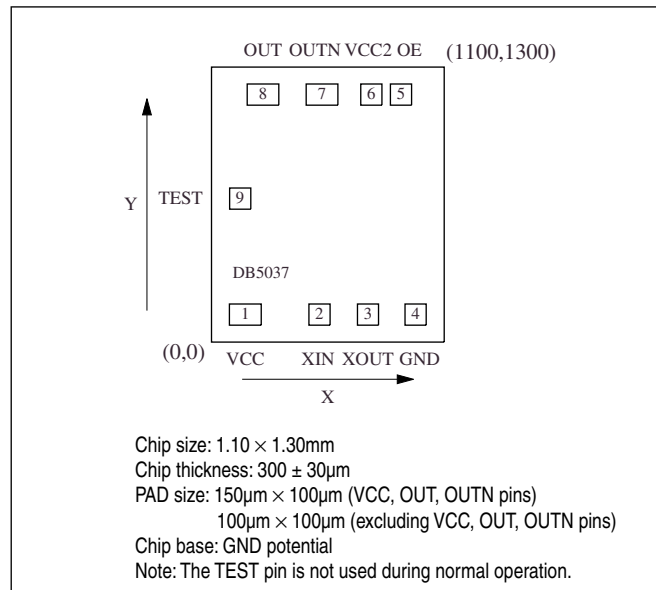 OUT OUTN VCC2 OE (1100,1300)
8 7 6 5
Y TEST 9
DB5037
1 2 3 4
(0,0) VCC XIN XOUT GND
X
Chip size: 1.10 × 1.30mm
Chip thickness: 300 ± 30µm
PAD size: 150µm × 100µm (VCC, OUT, OUTN pins)
100µm × 100µm (excluding VCC, OUT, OUTN pins)
Chip base: GND potential
Note: The TEST pin is not used during normal operation.